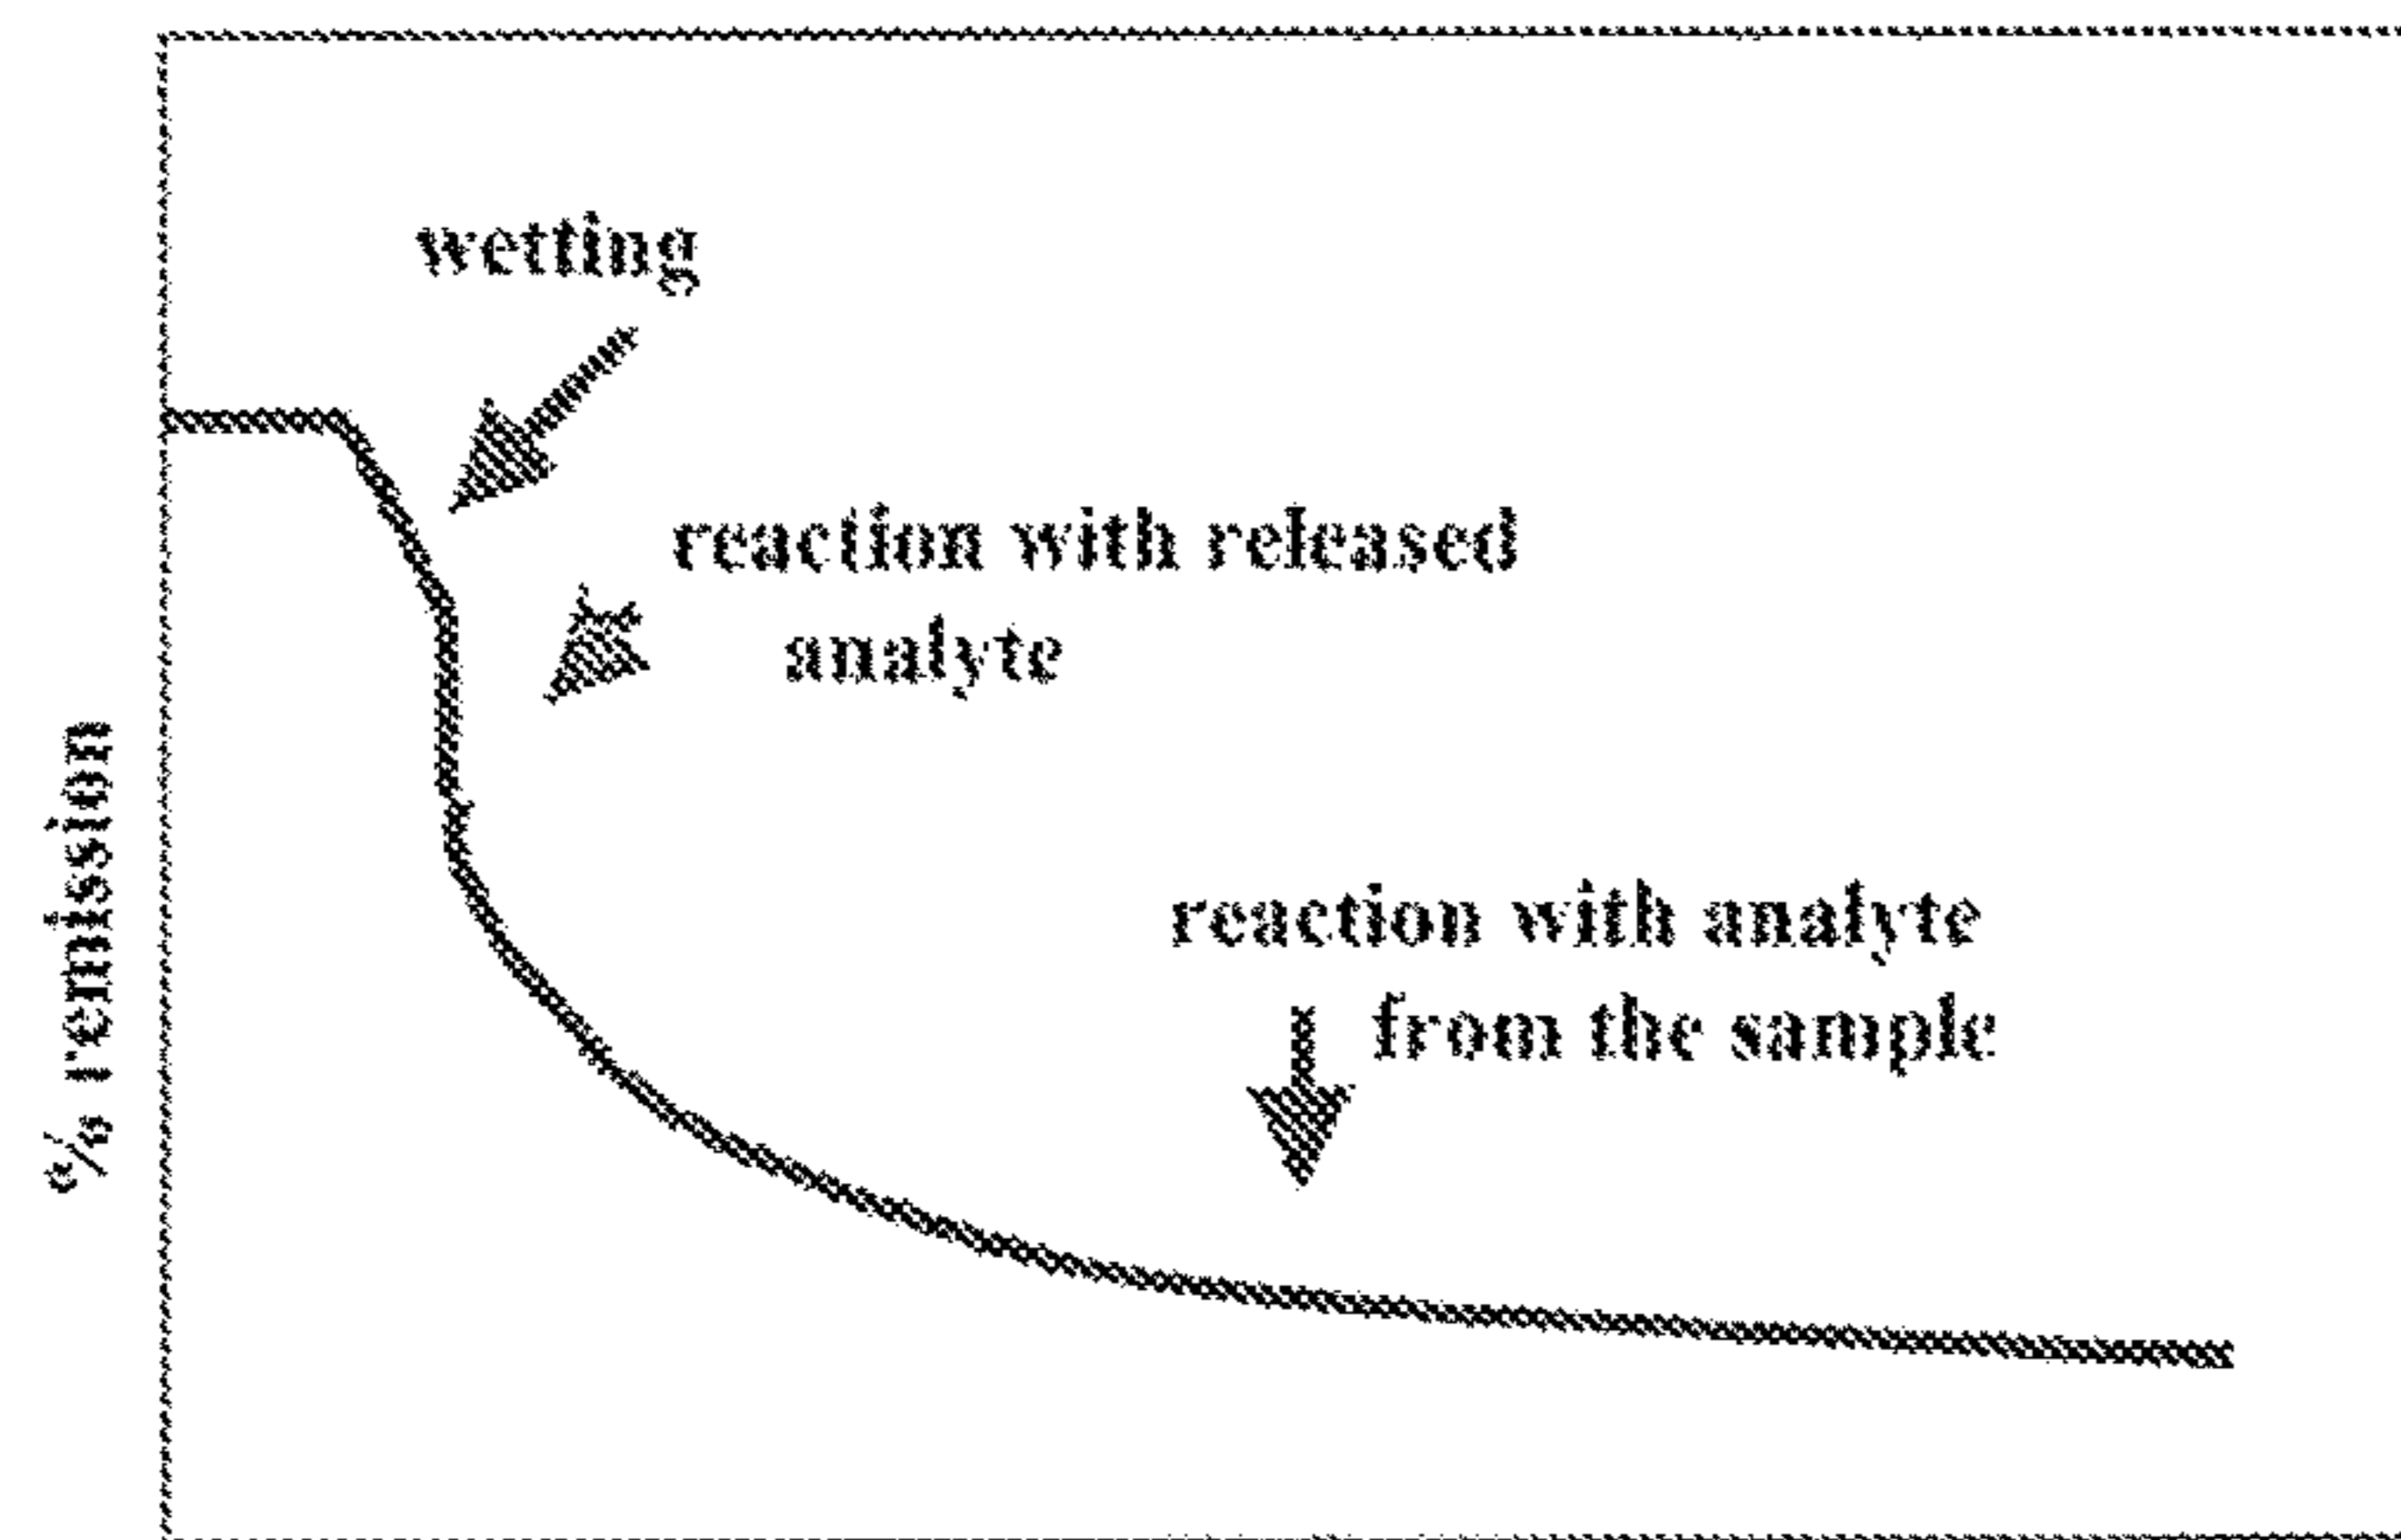 wetting
reaction with released
analyte
reaction with analyte
from the sample
% remission